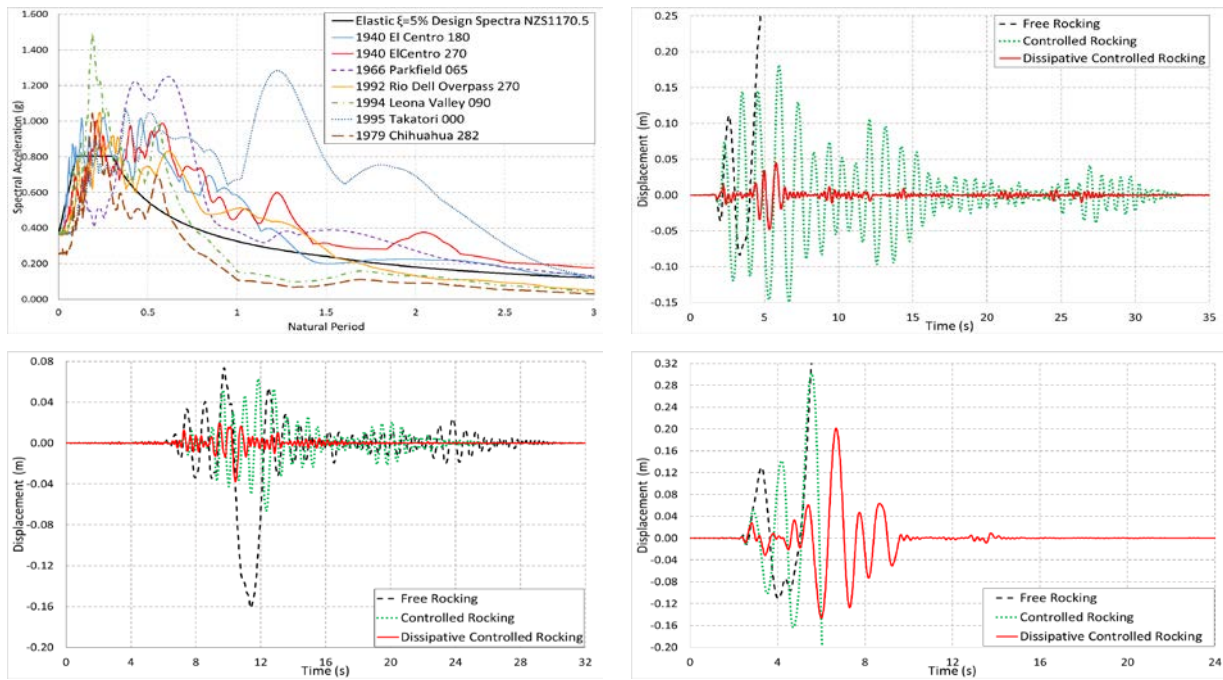 1.600
1.400
1.200
1.000
0.800
0.600
0.400
0.200
0.000
Spectral Acceleration (g)
0
0.5
1
1.5
2
2.5
3
Natural Period
Elastic ξ=5% Design Spectra NZS1170.5
1940 El Centro 180
1940 ElCentro 270
1966 Parkfield 065
1992 Rio Dell Overpass 270
1994 Leona Valley 090
1995 Takatori 000
1979 Chihuahua 282
0.25
0.20
0.15
0.10
0.05
0.00
-0.05
-0.10
-0.15
Displacement (m)
0
5
10
15
20
25
30
35
Time (s)
Free Rocking
Controlled Rocking
Dissipative Controlled Rocking
0.08
0.04
0.00
-0.04
-0.08
-0.12
-0.16
-0.20
Displacement (m)
0
4
8
12
16
20
24
28
32
Time (s)
Free Rocking
Controlled Rocking
Dissipative Controlled Rocking
0.32
0.28
0.24
0.20
0.16
0.12
0.08
0.04
0.00
-0.04
-0.08
-0.12
-0.16
-0.20
Displacement (m)
0
4
8
12
16
20
24
Time (s)
Free Rocking
Controlled Rocking
Dissipative Controlled Rocking